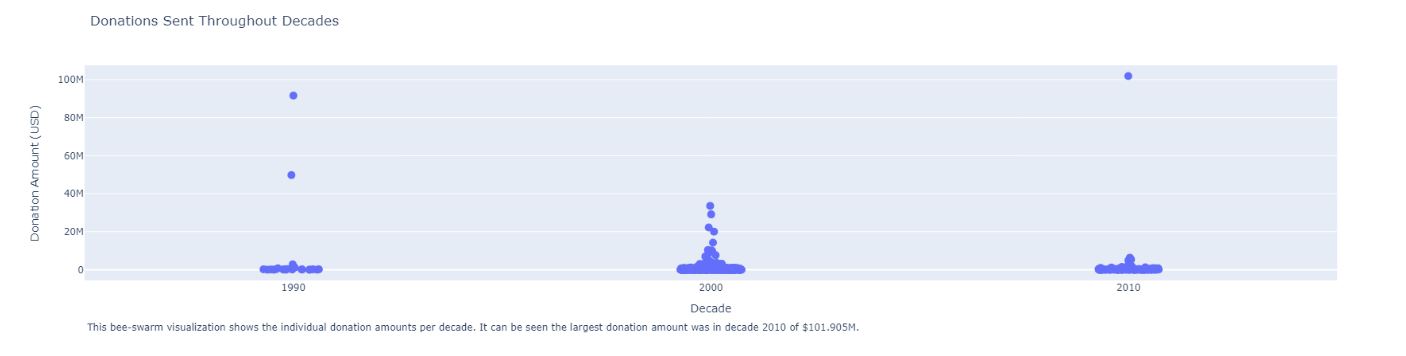 Donations Sent Throughout Decades
100M
80M
60M
40M
20M
0
Donation Amount (USD)
1990
2000
2010
Decade
This bee-swarm visualization shows the individual donation amounts per decade. It can be seen the largest donation amount was in decade 2010 of $101.905M.